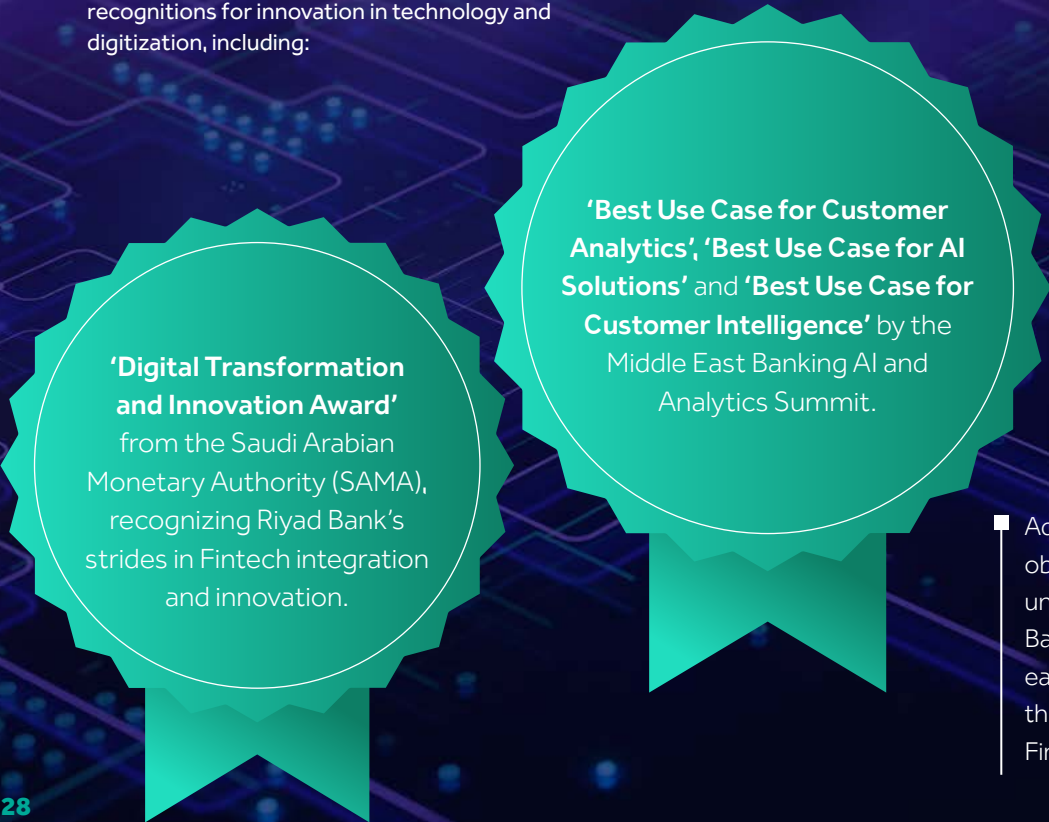 recognitions for innovation in technology and
digitization, including:
'Digital Transformation
and Innovation Award'
from the Saudi Arabian
Monetary Authority (SAMA),
recognizing Riyad Bank's
strides in Fintech integration
and innovation.
'Best Use Case for Customer
Analytics', 'Best Use Case for AI
Solutions' and 'Best Use Case for
Customer Intelligence' by the
Middle East Banking AI and
Analytics Summit.
28